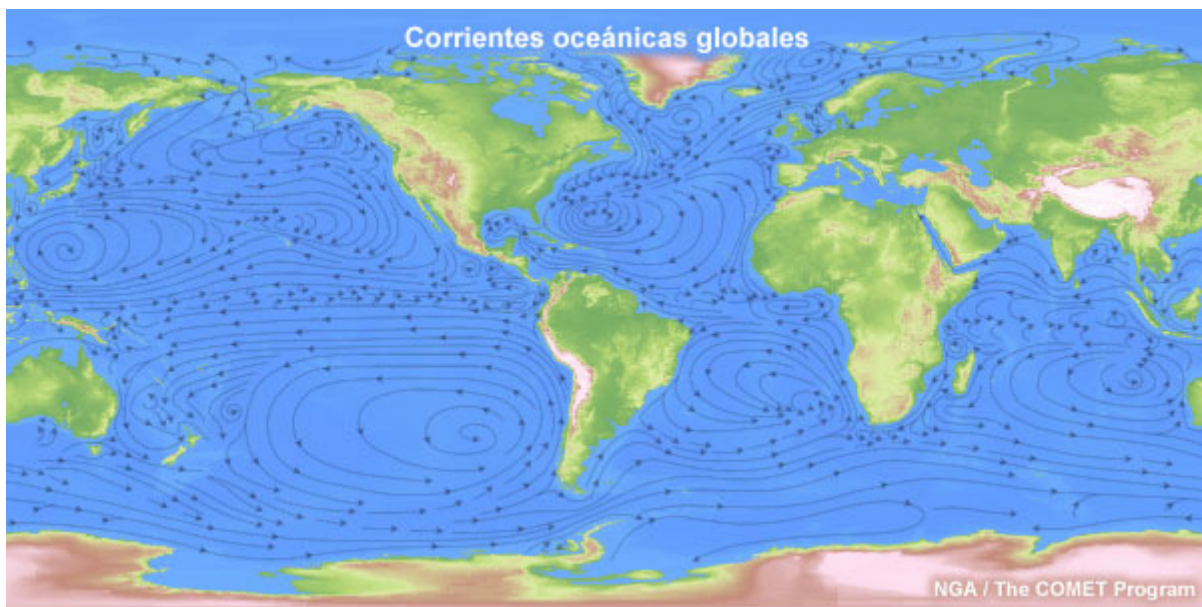 Corrientes oceánicas globales
NGA / The COMET Program